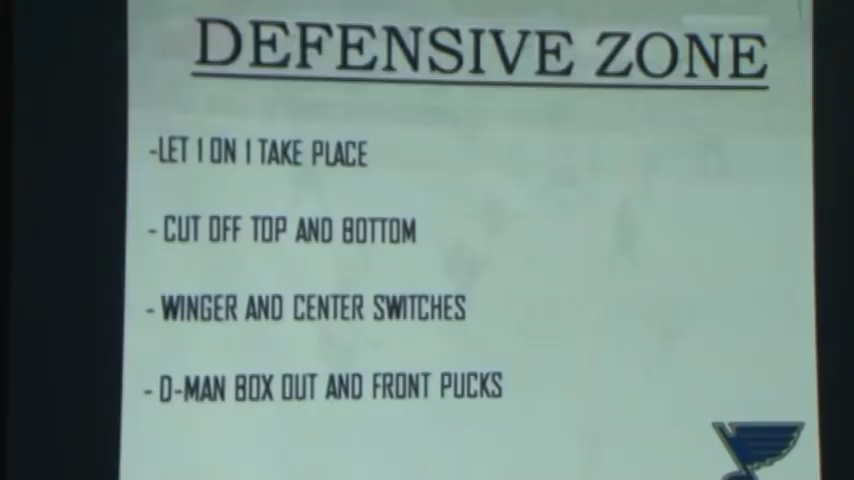 DEFENSIVE ZONE
-LET 1 ON 1 TAKE PLACE
- CUT OFF TOP AND BOTTOM
- WINGER AND CENTER SWITCHES
- D-MAN BOX OUT AND FRONT PUCKS